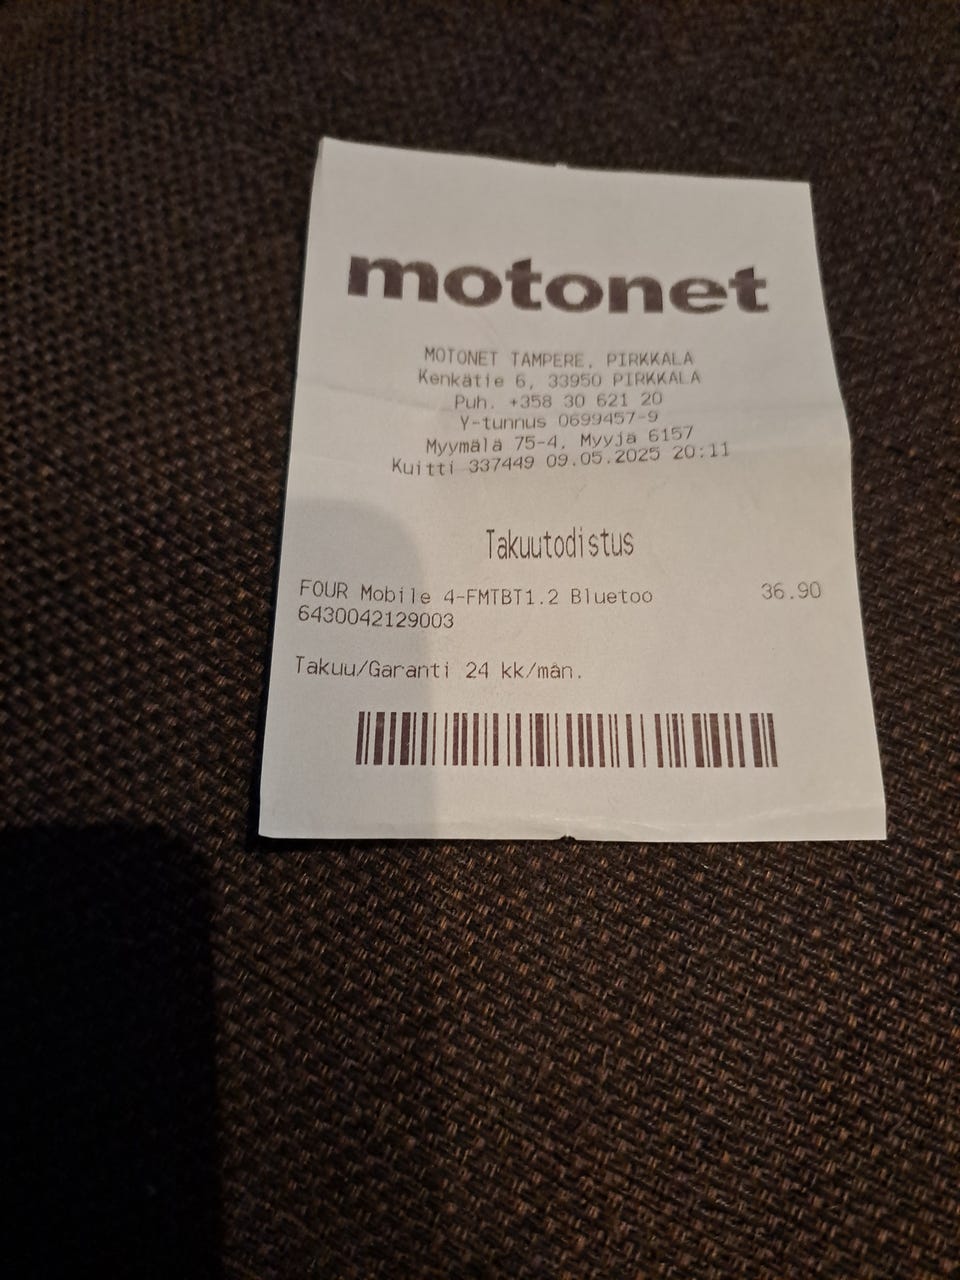 motonet
MOTONET TAMPERE, PIRKKALA
Kenkätie 6, 33950 PIRKKALA
Puh. +358 30 621 20
Y-tunnus 0699457-9
Myymälä 75-4, Myyjä 6157
Kuitti 337449 09.05.2025 20:11
Takuutodistus
FOUR Mobile 4-FMTBT1.2 Bluetoo 36.90
6430042129003
Takuu/Garanti 24 kk/mån.